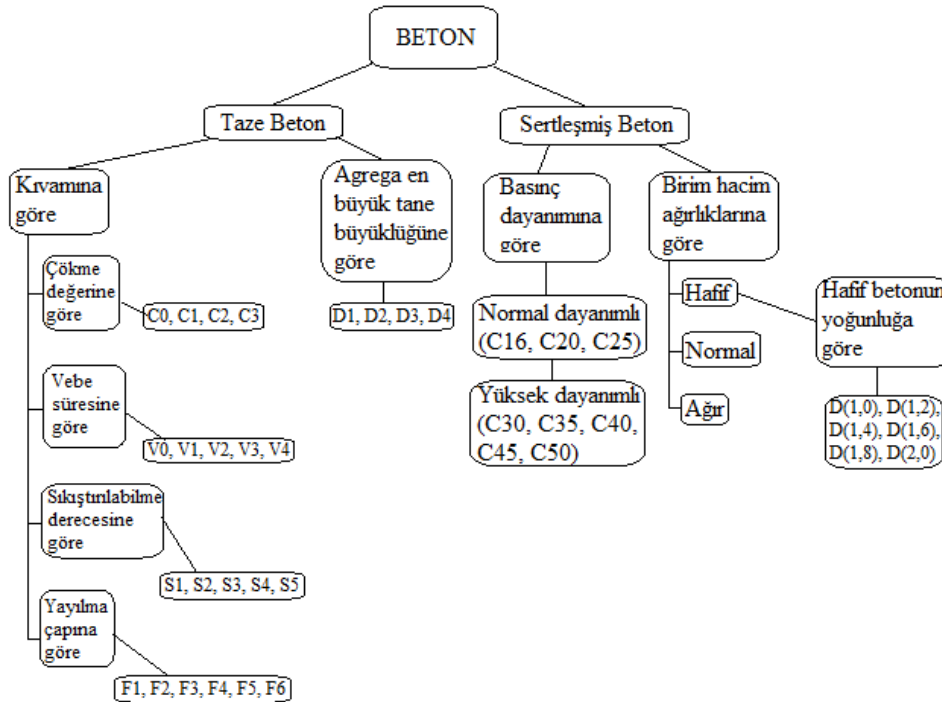 BETON
Taze Beton
Sertleşmiş Beton
Kıvamına
göre
Agrega en
büyük tane
büyüklüğüne
göre
Basınç
dayanımına
göre
Birim hacim
ağırlıklarına
göre
Çökme
değerine
göre
C0, C1, C2, C3
D1, D2, D3, D4
Normal dayanımlı
(C16, C20, C25)
Hafif
Hafif betonun
yoğunluğa
göre
Normal
Vebe
süresine
göre
V0, V1, V2, V3, V4
Yüksek dayanımlı
(C30, C35, C40,
C45, C50)
Ağır
D(1,0), D(1,2),
D(1,4), D(1,6),
D(1,8), D(2,0)
Sıkıştırılabilme
derecesine
göre
S1, S2, S3, S4, S5
Yayılma
çapına
göre
F1, F2, F3, F4, F5, F6